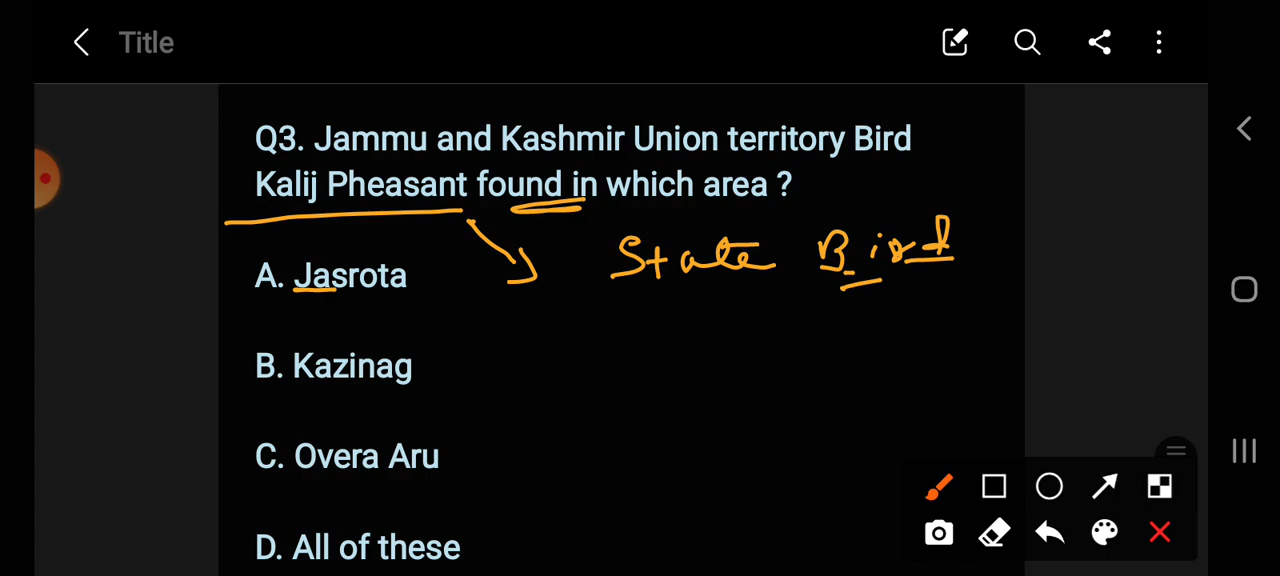 Title
Q3. Jammu and Kashmir Union territory Bird
Kalij Pheasant found in which area ?
State Bird
A. Jasrota
B. Kazinag
C. Overa Aru
D. All of these